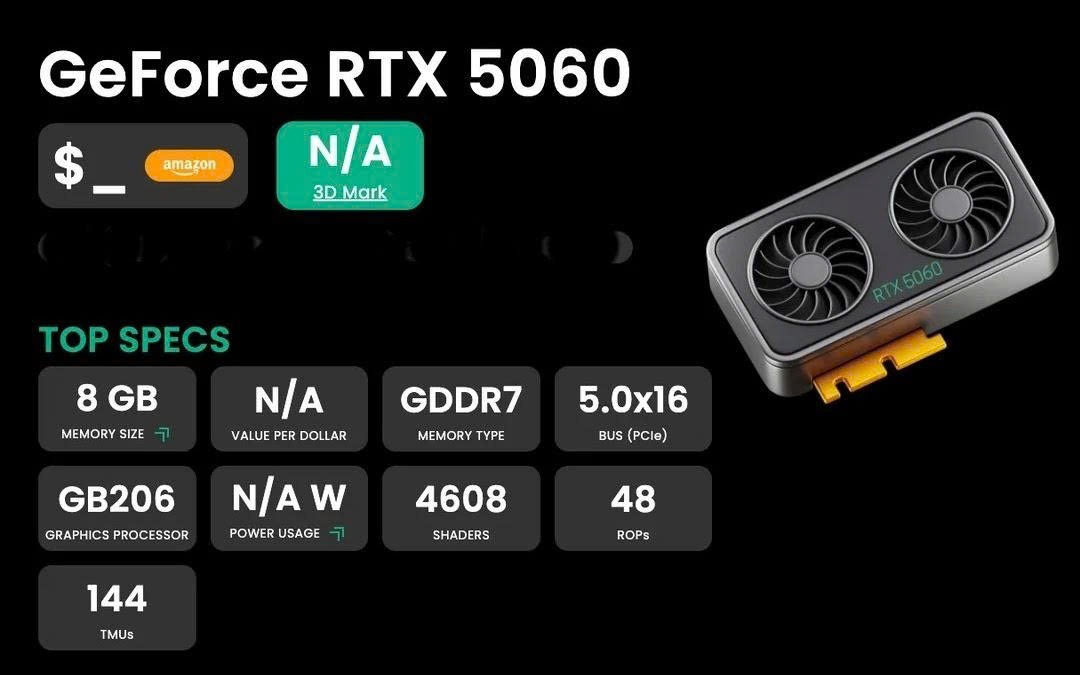 GeForce RTX 5060
$_ amazon
N/A
3D Mark
RTX 5060
TOP SPECS
8 GB
MEMORY SIZE
N/A
VALUE PER DOLLAR
GDDR7
MEMORY TYPE
5.0x16
BUS (PCIe)
GB206
GRAPHICS PROCESSOR
N/A W
POWER USAGE
4608
SHADERS
48
ROPs
144
TMUs